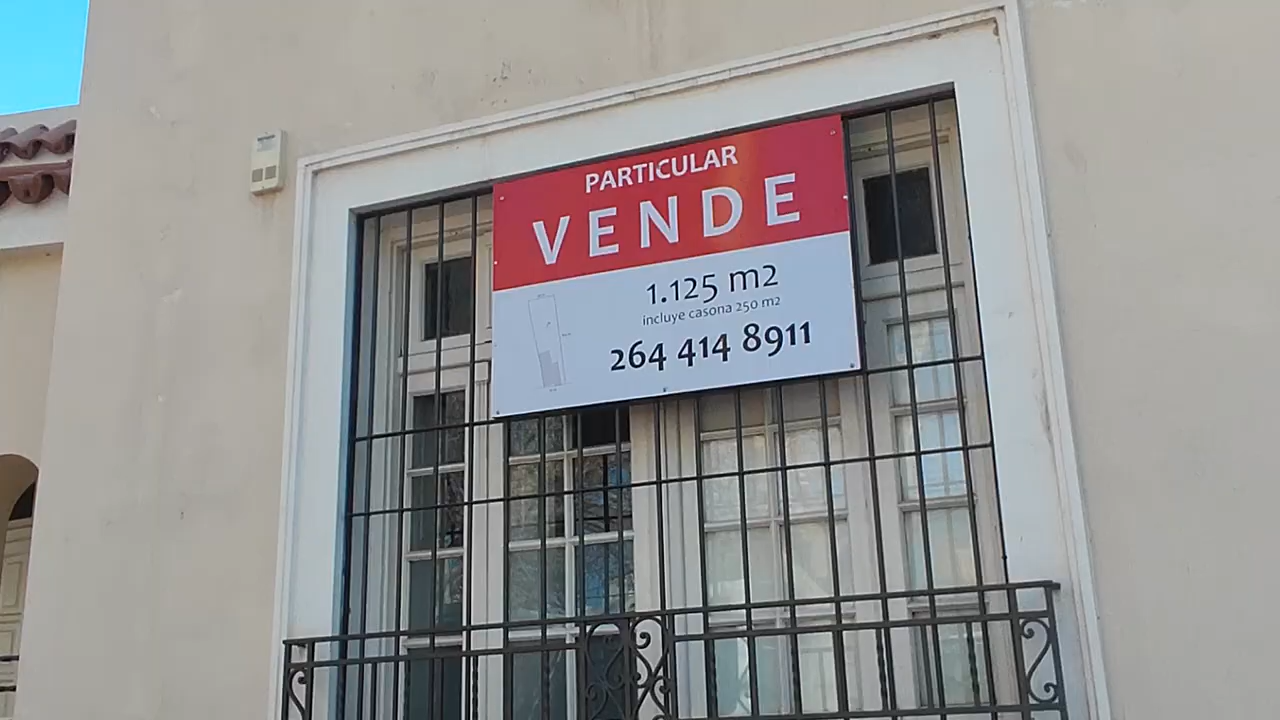 PARTICULAR
VENDE
1.125 m2
incluye casona 250 m2
264 414 8911